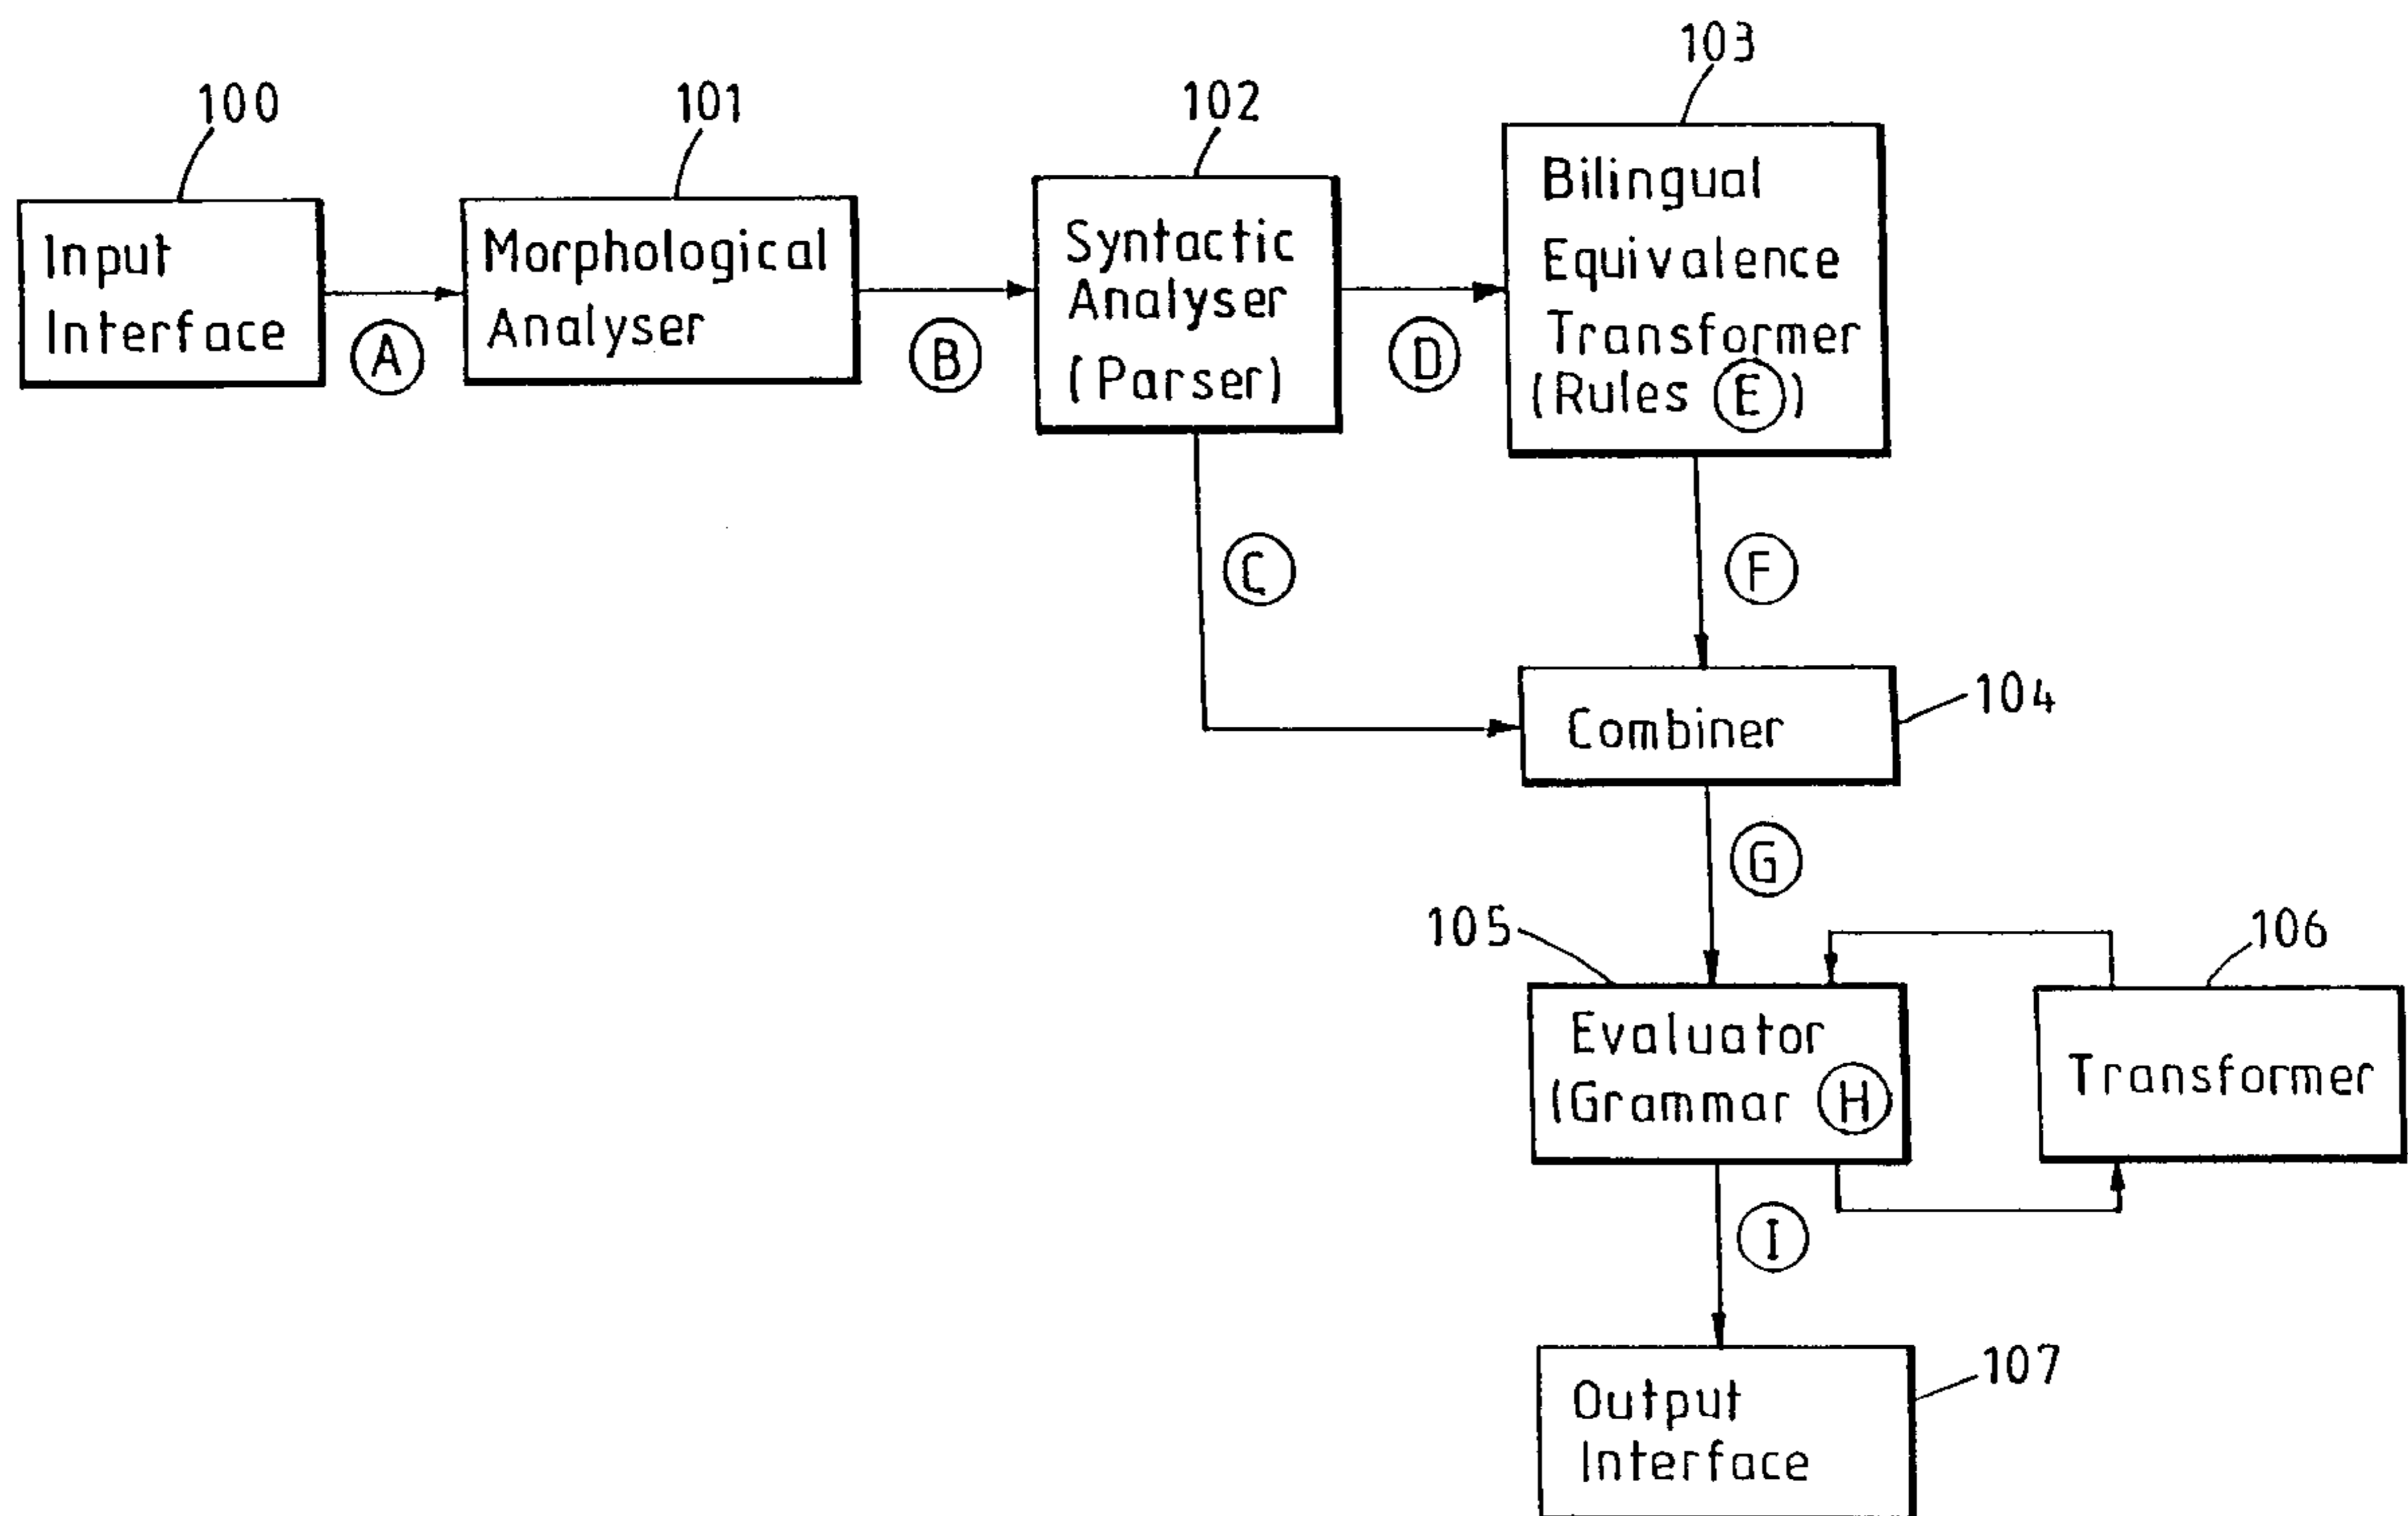 100
Input
Interface
A
101
Morphological
Analyser
B
102
Syntactic
Analyser
(Parser)
D
103
Bilingual
Equivalence
Transformer
(Rules E)
C
F
Combiner
104
G
105
Evaluator
(Grammar H
106
Transformer
I
Output
Interface
107